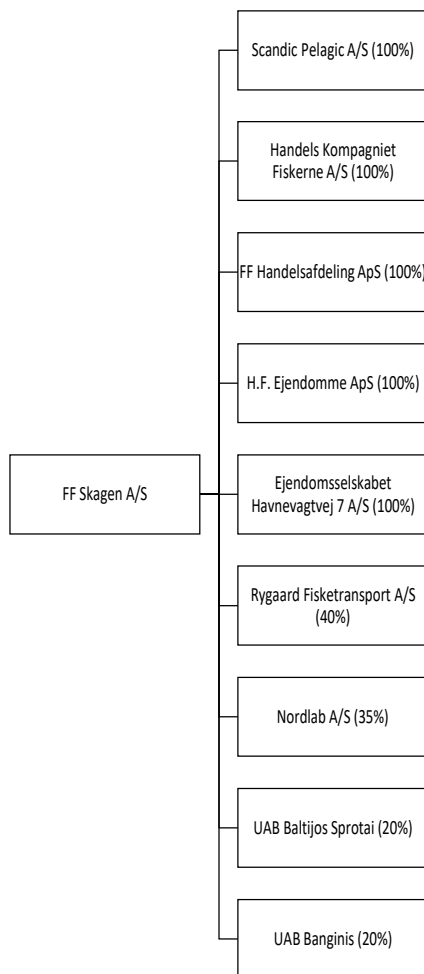 Scandic Pelagic A/S (100%)
Handels Kompagniet
Fiskerne A/S (100%)
FF Handelsafdeling ApS (100%)
H.F. Ejendomme ApS (100%)
FF Skagen A/S
Ejendomsselskabet
Havnevagtvej 7 A/S (100%)
Rygaard Fisketransport A/S
(40%)
Nordlab A/S (35%)
UAB Baltijos Sprotai (20%)
UAB Banginis (20%)